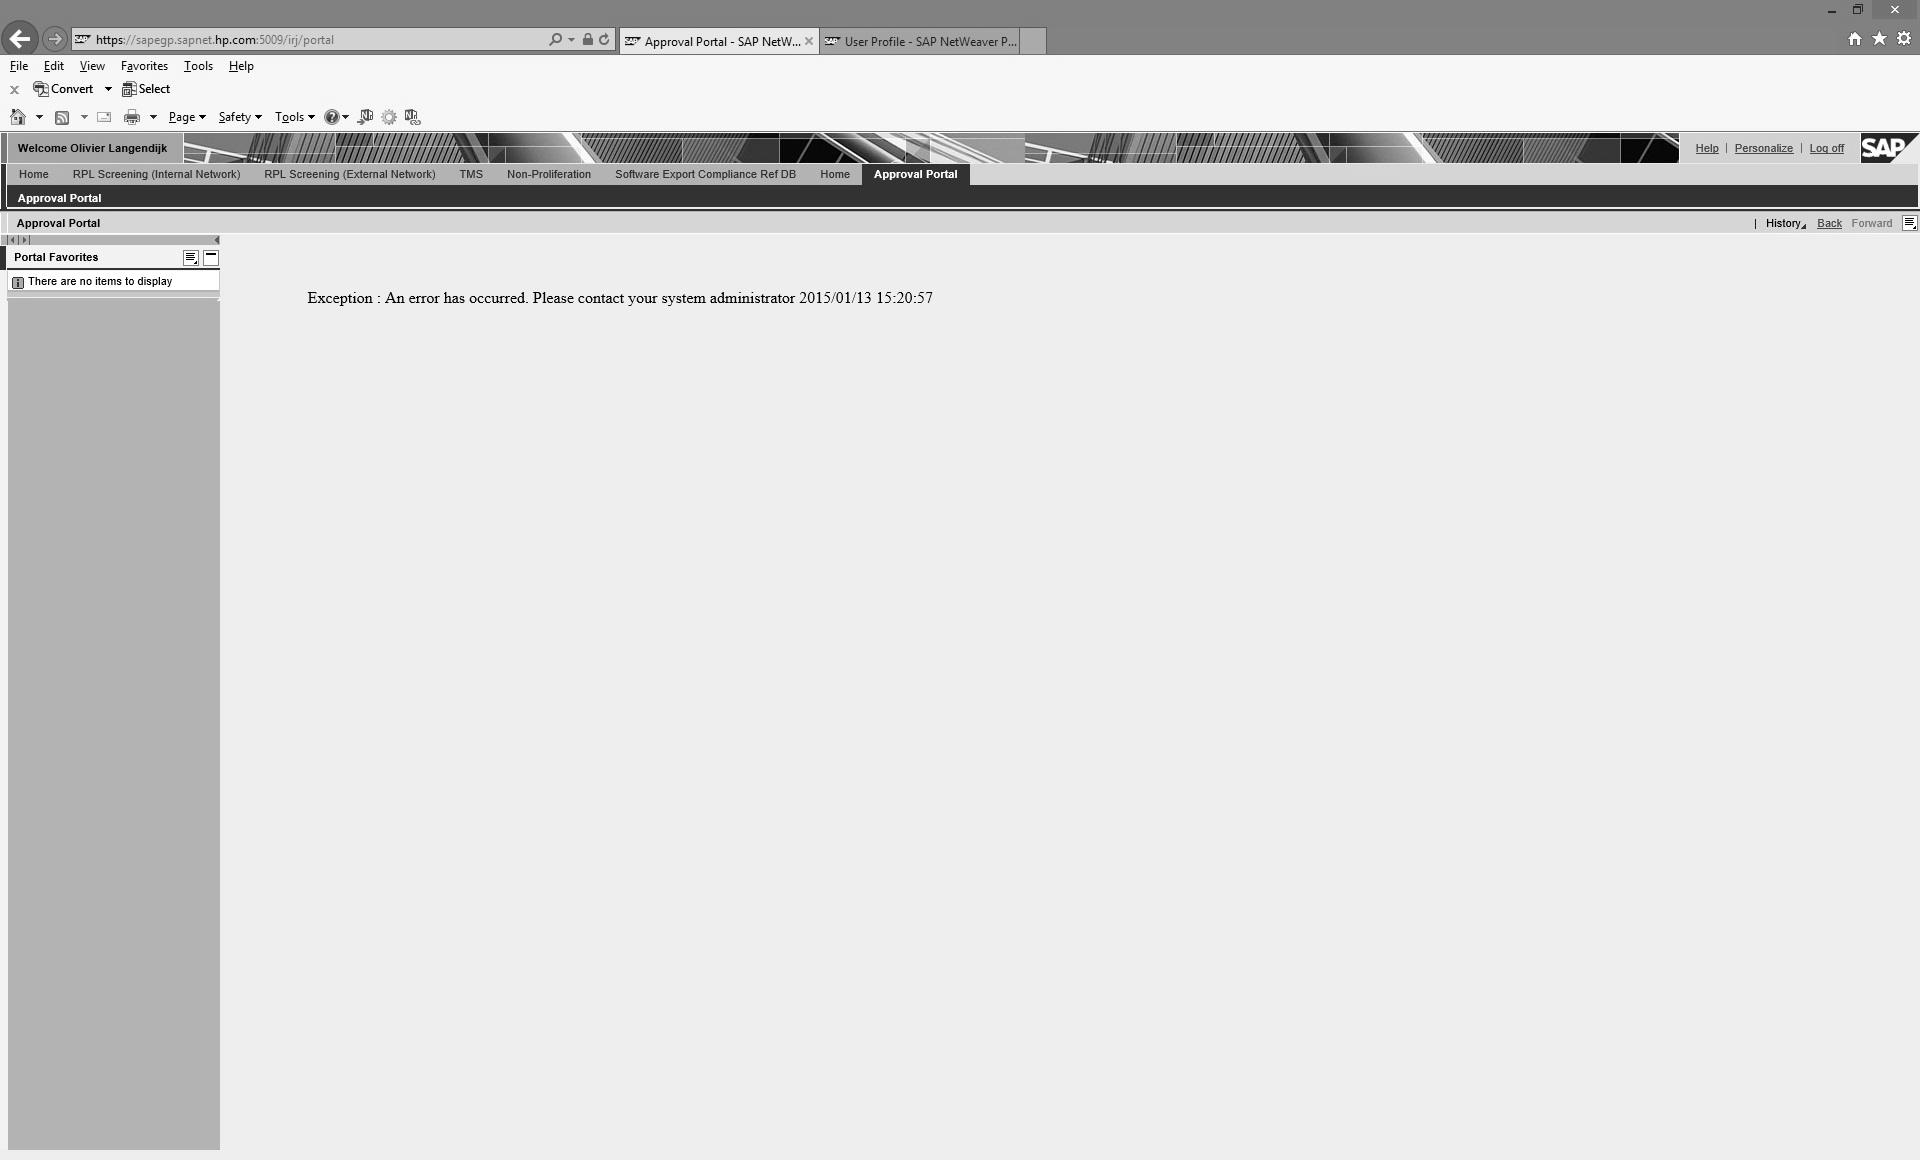 https://sapegp.sapnet.hp.com:5009/irj/portal
SAP Approval Portal - SAP NetW...
SAP User Profile - SAP NetWeaver P...
File Edit View Favorites Tools Help
x Convert Select
Page Safety Tools
Welcome Olivier Langendijk
Help | Personalize | Log off
SAP
Home RPL Screening (Internal Network) RPL Screening (External Network) TMS Non-Proliferation Software Export Compliance Ref DB Home Approval Portal
Approval Portal
Approval Portal
| History Back Forward
Portal Favorites
There are no items to display
Exception : An error has occurred. Please contact your system administrator 2015/01/13 15:20:57